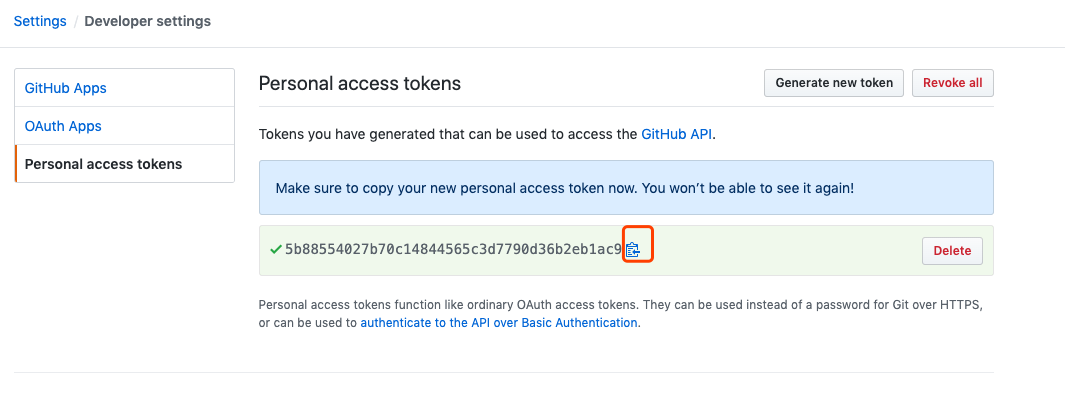 Settings / Developer settings
GitHub Apps
OAuth Apps
Personal access tokens
Personal access tokens
Generate new token
Revoke all
Tokens you have generated that can be used to access the GitHub API.
Make sure to copy your new personal access token now. You won't be able to see it again!
5b88554027b70c14844565c3d7790d36b2eb1ac9
Delete
Personal access tokens function like ordinary OAuth access tokens. They can be used instead of a password for Git over HTTPS,
or can be used to authenticate to the API over Basic Authentication.